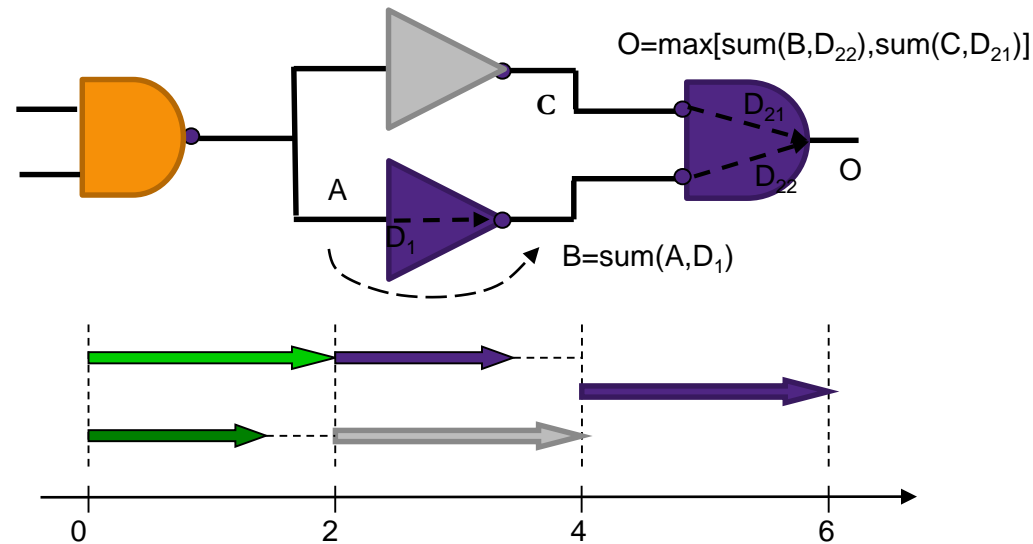 O=max[sum(B,D₂₂),sum(C,D₂₁)]
C
D₂₁
A
D₂₂
O
D₁
B=sum(A,D₁)
0 2 4 6